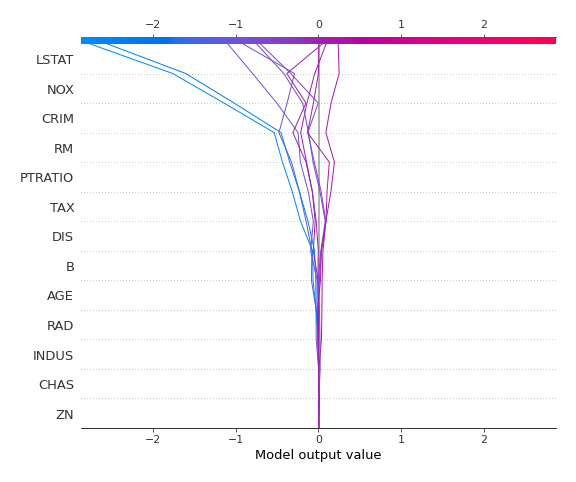 −2 −1 0 1 2
LSTAT
NOX
CRIM
RM
PTRATIO
TAX
DIS
B
AGE
RAD
INDUS
CHAS
ZN
−2 −1 0 1 2
Model output value